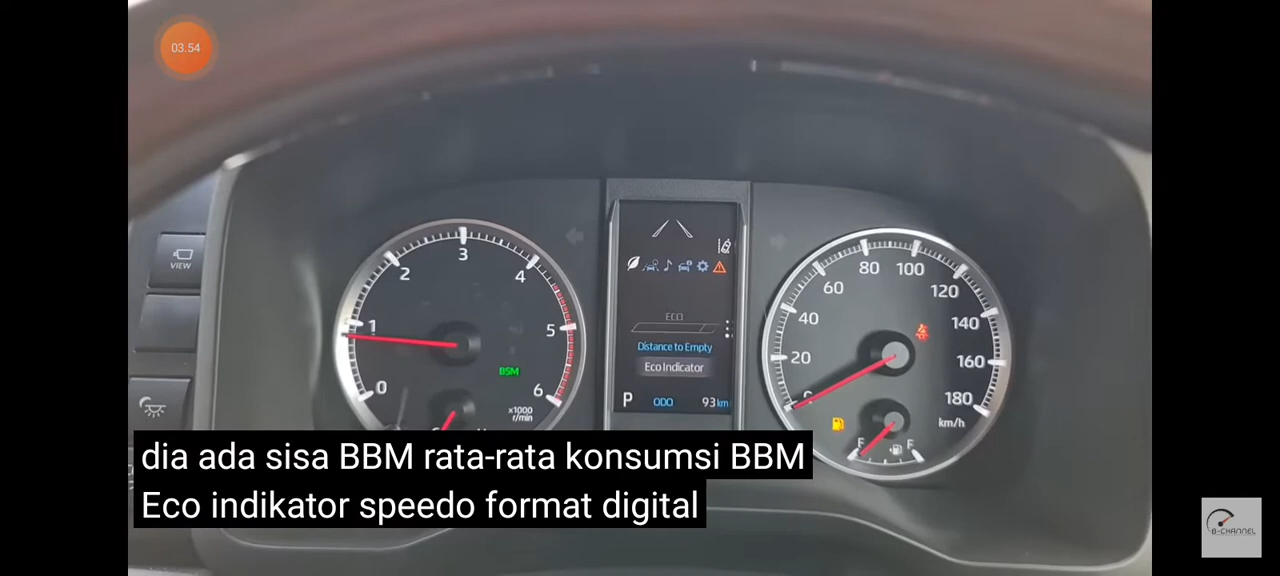 03.54
VIEW
0
1
2
3
4
5
6
x1000
r/min
BSM
ECO
Distance to Empty
Eco Indicator
P ODO 93 km
20
40
60
80
100
120
140
160
180
km/h
F
dia ada sisa BBM rata-rata konsumsi BBM
Eco indikator speedo format digital
B-CHANNEL